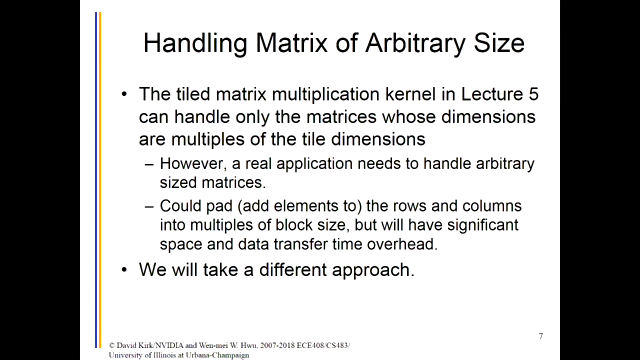 Handling Matrix of Arbitrary Size
• The tiled matrix multiplication kernel in Lecture 5
can handle only the matrices whose dimensions
are multiples of the tile dimensions
– However, a real application needs to handle arbitrary
sized matrices.
– Could pad (add elements to) the rows and columns
into multiples of block size, but will have significant
space and data transfer time overhead.
• We will take a different approach.
7
© David Kirk/NVIDIA and Wen-mei W. Hwu, 2007-2018 ECE408/CS483/
University of Illinois at Urbana-Champaign